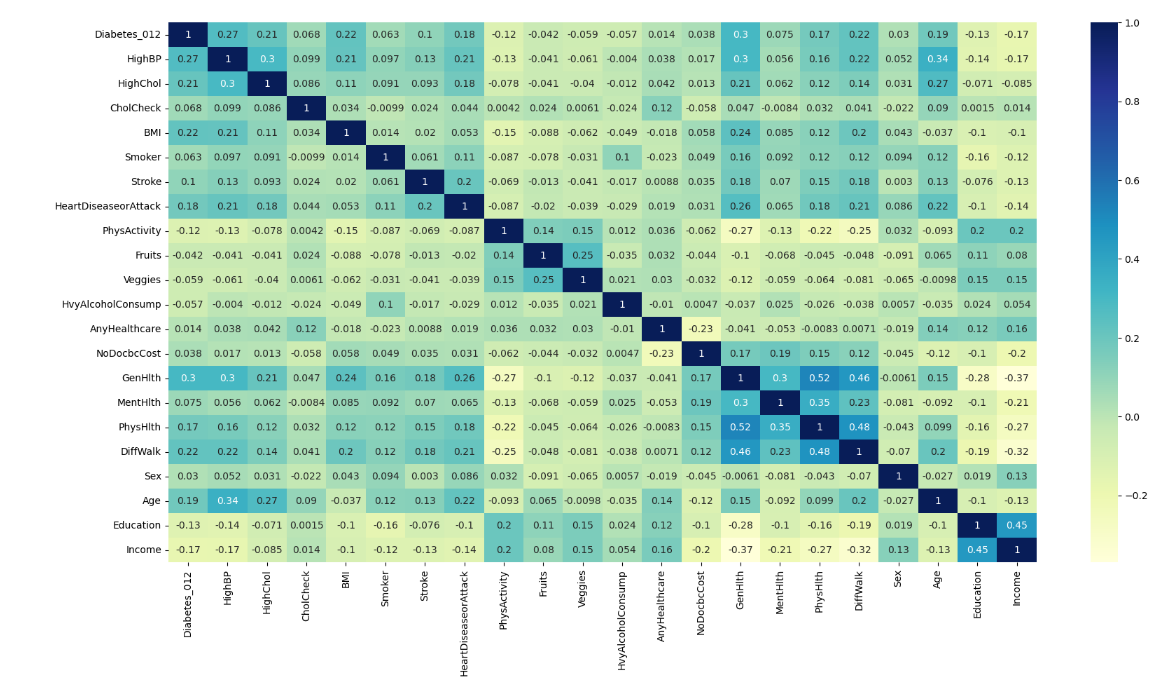 Diabetes_012 1 0.27 0.21 0.068 0.22 0.063 0.1 0.18 -0.12 -0.042 -0.059 -0.057 0.014 0.038 0.3 0.075 0.17 0.22 0.03 0.19 -0.13 -0.17
HighBP 0.27 1 0.3 0.099 0.21 0.097 0.13 0.21 -0.13 -0.041 -0.061 -0.004 0.038 0.017 0.3 0.056 0.16 0.22 0.052 0.34 -0.14 -0.17
HighChol 0.21 0.3 1 0.086 0.11 0.091 0.093 0.18 -0.078 -0.041 -0.04 -0.012 0.042 0.013 0.21 0.062 0.12 0.14 0.031 0.27 -0.071 -0.085
CholCheck 0.068 0.099 0.086 1 0.034 -0.0099 0.024 0.044 0.0042 0.024 0.0061 -0.024 0.12 -0.058 0.047 -0.0084 0.032 0.041 -0.022 0.09 0.0015 0.014
BMI 0.22 0.21 0.11 0.034 1 0.014 0.02 0.053 -0.15 -0.088 -0.062 -0.049 -0.018 0.058 0.24 0.085 0.12 0.2 0.043 -0.037 -0.1 -0.1
Smoker 0.063 0.097 0.091 -0.0099 0.014 1 0.061 0.11 -0.087 -0.078 -0.031 0.1 -0.023 0.049 0.16 0.092 0.12 0.12 0.094 0.12 -0.16 -0.12
Stroke 0.1 0.13 0.093 0.024 0.02 0.061 1 0.2 -0.069 -0.013 -0.041 -0.017 0.0088 0.035 0.18 0.07 0.15 0.18 0.003 0.13 -0.076 -0.13
HeartDiseaseorAttack 0.18 0.21 0.18 0.044 0.053 0.11 0.2 1 -0.087 -0.02 -0.039 -0.029 0.019 0.031 0.26 0.065 0.18 0.21 0.086 0.22 -0.1 -0.14
PhysActivity -0.12 -0.13 -0.078 0.0042 -0.15 -0.087 -0.069 -0.087 1 0.14 0.15 0.012 0.036 -0.062 -0.27 -0.13 -0.22 -0.25 0.032 -0.093 0.2 0.2
Fruits -0.042 -0.041 -0.041 0.024 -0.088 -0.078 -0.013 -0.02 0.14 1 0.25 -0.035 0.032 -0.044 -0.1 -0.068 -0.045 -0.048 -0.091 0.065 0.11 0.08
Veggies -0.059 -0.061 -0.04 0.0061 -0.062 -0.031 -0.041 -0.039 0.15 0.25 1 0.021 0.03 -0.032 -0.12 -0.059 -0.064 -0.081 -0.065 -0.0098 0.15 0.15
HvyAlcoholConsump -0.057 -0.004 -0.012 -0.024 -0.049 0.1 -0.017 -0.029 0.012 -0.035 0.021 1 -0.01 0.0047 -0.037 0.025 -0.026 -0.038 0.0057 -0.035 0.024 0.054
AnyHealthcare 0.014 0.038 0.042 0.12 -0.018 -0.023 0.0088 0.019 0.036 0.032 0.03 -0.01 1 -0.23 -0.041 -0.053 -0.0083 0.0071 -0.019 0.14 0.12 0.16
NoDocbcCost 0.038 0.017 0.013 -0.058 0.058 0.049 0.035 0.031 -0.062 -0.044 -0.032 0.0047 -0.23 1 0.17 0.19 0.15 0.12 -0.045 -0.12 -0.1 -0.2
GenHlth 0.3 0.3 0.21 0.047 0.24 0.16 0.18 0.26 -0.27 -0.1 -0.12 -0.037 -0.041 0.17 1 0.3 0.52 0.46 -0.0061 0.15 -0.28 -0.37
MentHlth 0.075 0.056 0.062 -0.0084 0.085 0.092 0.07 0.065 -0.13 -0.068 -0.059 0.025 -0.053 0.19 0.3 1 0.35 0.23 -0.081 -0.092 -0.1 -0.21
PhysHlth 0.17 0.16 0.12 0.032 0.12 0.12 0.15 0.18 -0.22 -0.045 -0.064 -0.026 -0.0083 0.15 0.52 0.35 1 0.48 -0.043 0.099 -0.16 -0.27
DiffWalk 0.22 0.22 0.14 0.041 0.2 0.12 0.18 0.21 -0.25 -0.048 -0.081 -0.038 0.0071 0.12 0.46 0.23 0.48 1 -0.07 0.2 -0.19 -0.32
Sex 0.03 0.052 0.031 -0.022 0.043 0.094 0.003 0.086 0.032 -0.091 -0.065 0.0057 -0.019 -0.045 -0.0061 -0.081 -0.043 -0.07 1 -0.027 0.019 0.13
Age 0.19 0.34 0.27 0.09 -0.037 0.12 0.13 0.22 -0.093 0.065 -0.0098 -0.035 0.14 -0.12 0.15 -0.092 0.099 0.2 -0.027 1 -0.1 -0.13
Education -0.13 -0.14 -0.071 0.0015 -0.1 -0.16 -0.076 -0.1 0.2 0.11 0.15 0.024 0.12 -0.1 -0.28 -0.1 -0.16 -0.19 0.019 -0.1 1 0.45
Income -0.17 -0.17 -0.085 0.014 -0.1 -0.12 -0.13 -0.14 0.2 0.08 0.15 0.054 0.16 -0.2 -0.37 -0.21 -0.27 -0.32 0.13 -0.13 0.45 1
Diabetes_012
HighBP
HighChol
CholCheck
BMI
Smoker
Stroke
HeartDiseaseorAttack
PhysActivity
Fruits
Veggies
HvyAlcoholConsump
AnyHealthcare
NoDocbcCost
GenHlth
MentHlth
PhysHlth
DiffWalk
Sex
Age
Education
Income
1.0
0.8
0.6
0.4
0.2
0.0
−0.2